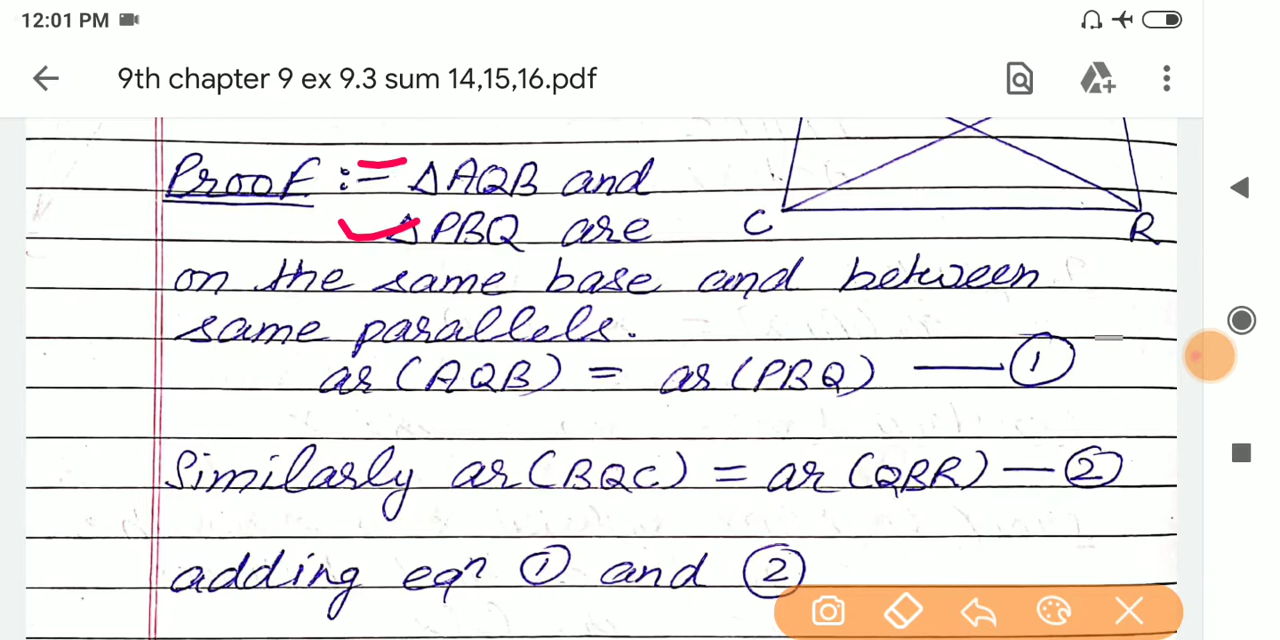 12:01 PM
9th chapter 9 ex 9.3 sum 14,15,16.pdf
Proof :- △AQB and
△PBQ are
C R
on the same base and between
same parallels.
ar (AQB) = ar (PBQ) — ①
Similarly ar (BQC) = ar (QBR) — ②
adding eqn ① and ②